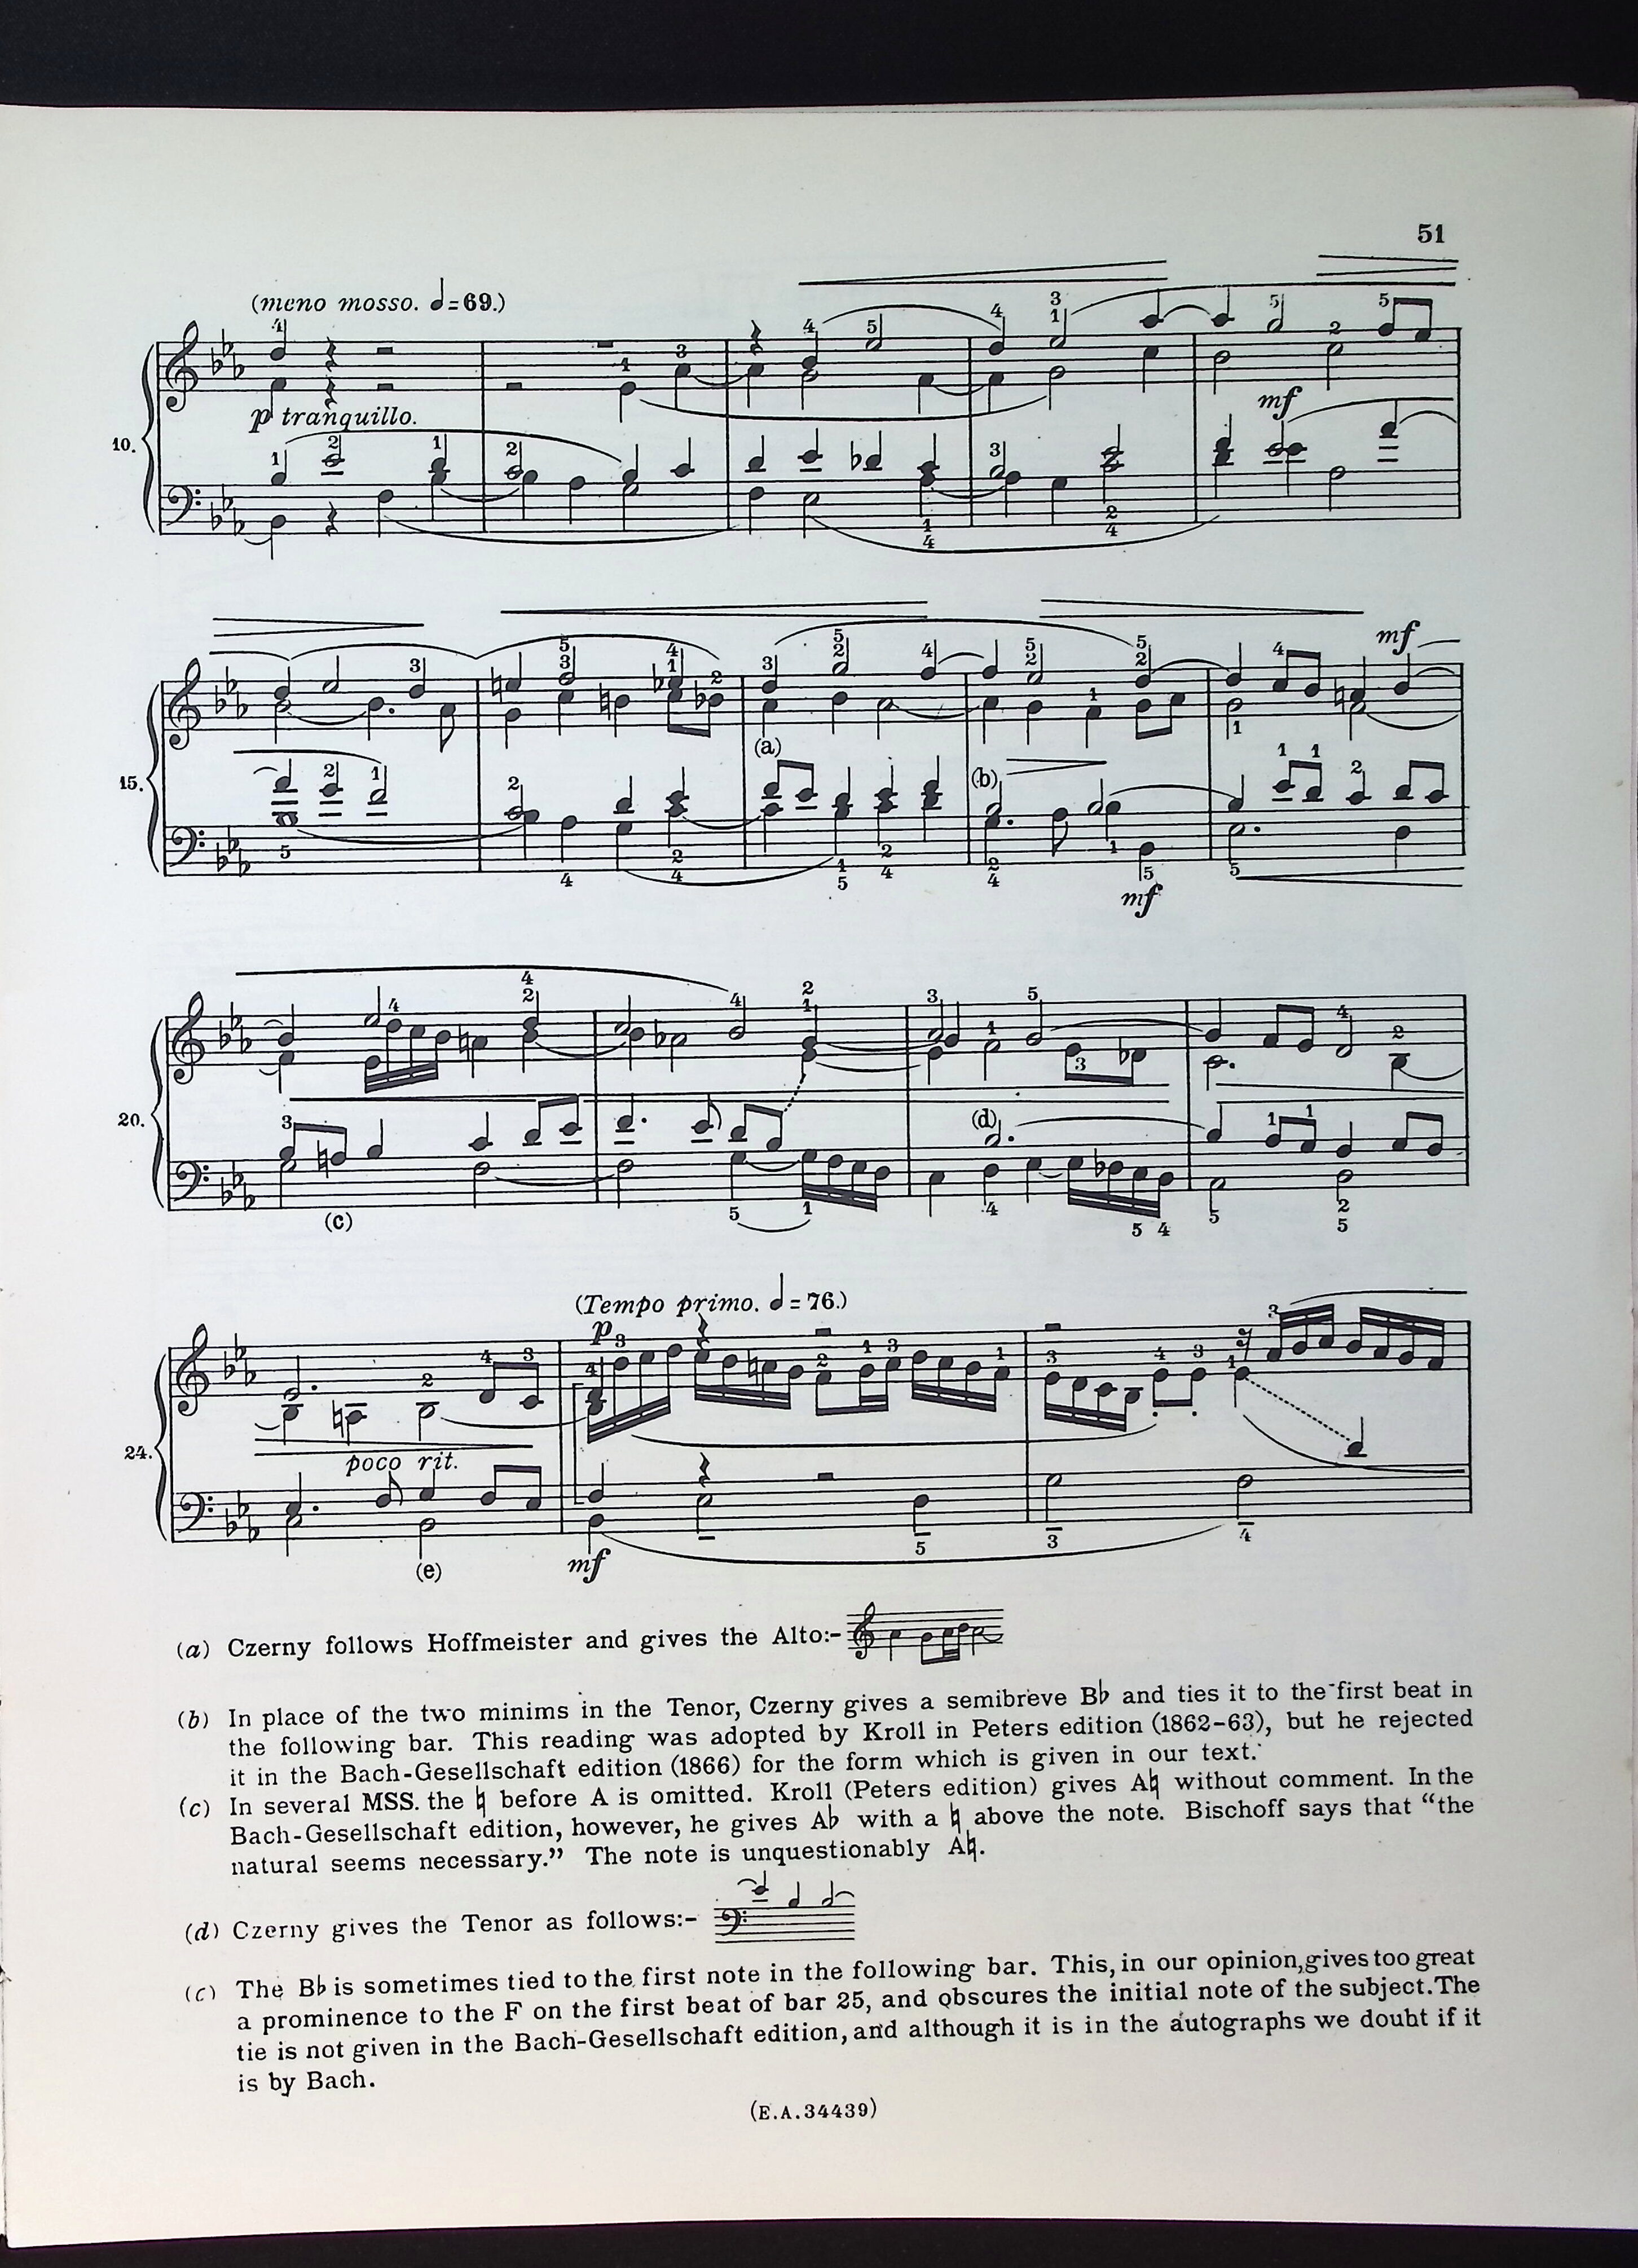 51
(meno mosso. ♩=69.)
p tranquillo.
mf
10.
mf
15.
(a)
(b)
mf
20.
(d)
(c)
(Tempo primo. ♩=76.)
p
24.
poco rit.
(e)
mf
(a) Czerny follows Hoffmeister and gives the Alto:-
(b) In place of the two minims in the Tenor, Czerny gives a semibreve B♭ and ties it to the first beat in
the following bar. This reading was adopted by Kroll in Peters edition (1862-63), but he rejected
it in the Bach-Gesellschaft edition (1866) for the form which is given in our text.
(c) In several MSS. the ♮ before A is omitted. Kroll (Peters edition) gives A♮ without comment. In the
Bach-Gesellschaft edition, however, he gives A♭ with a ♮ above the note. Bischoff says that “the
natural seems necessary.” The note is unquestionably A♮.
(d) Czerny gives the Tenor as follows:-
(c) The B♭ is sometimes tied to the first note in the following bar. This, in our opinion, gives too great
a prominence to the F on the first beat of bar 25, and obscures the initial note of the subject. The
tie is not given in the Bach-Gesellschaft edition, and although it is in the autographs we doubt if it
is by Bach.
(E.A.34439)